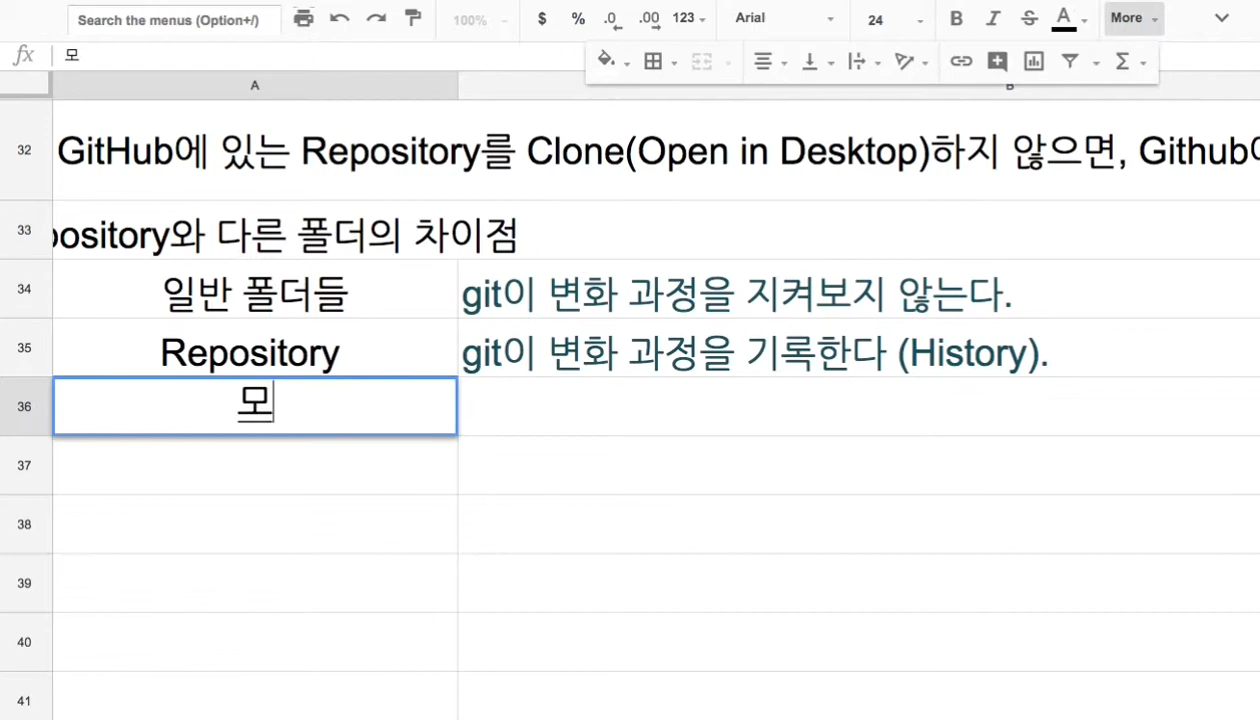 Search the menus (Option+/)
100%
$ % .0 .00 123
Arial
24
B I S A
More
fx 모
A B
32 GitHub에 있는 Repository를 Clone(Open in Desktop)하지 않으면, Github
33 pository와 다른 폴더의 차이점
34 일반 폴더들 git이 변화 과정을 지켜보지 않는다.
35 Repository git이 변화 과정을 기록한다 (History).
36 모
37
38
39
40
41